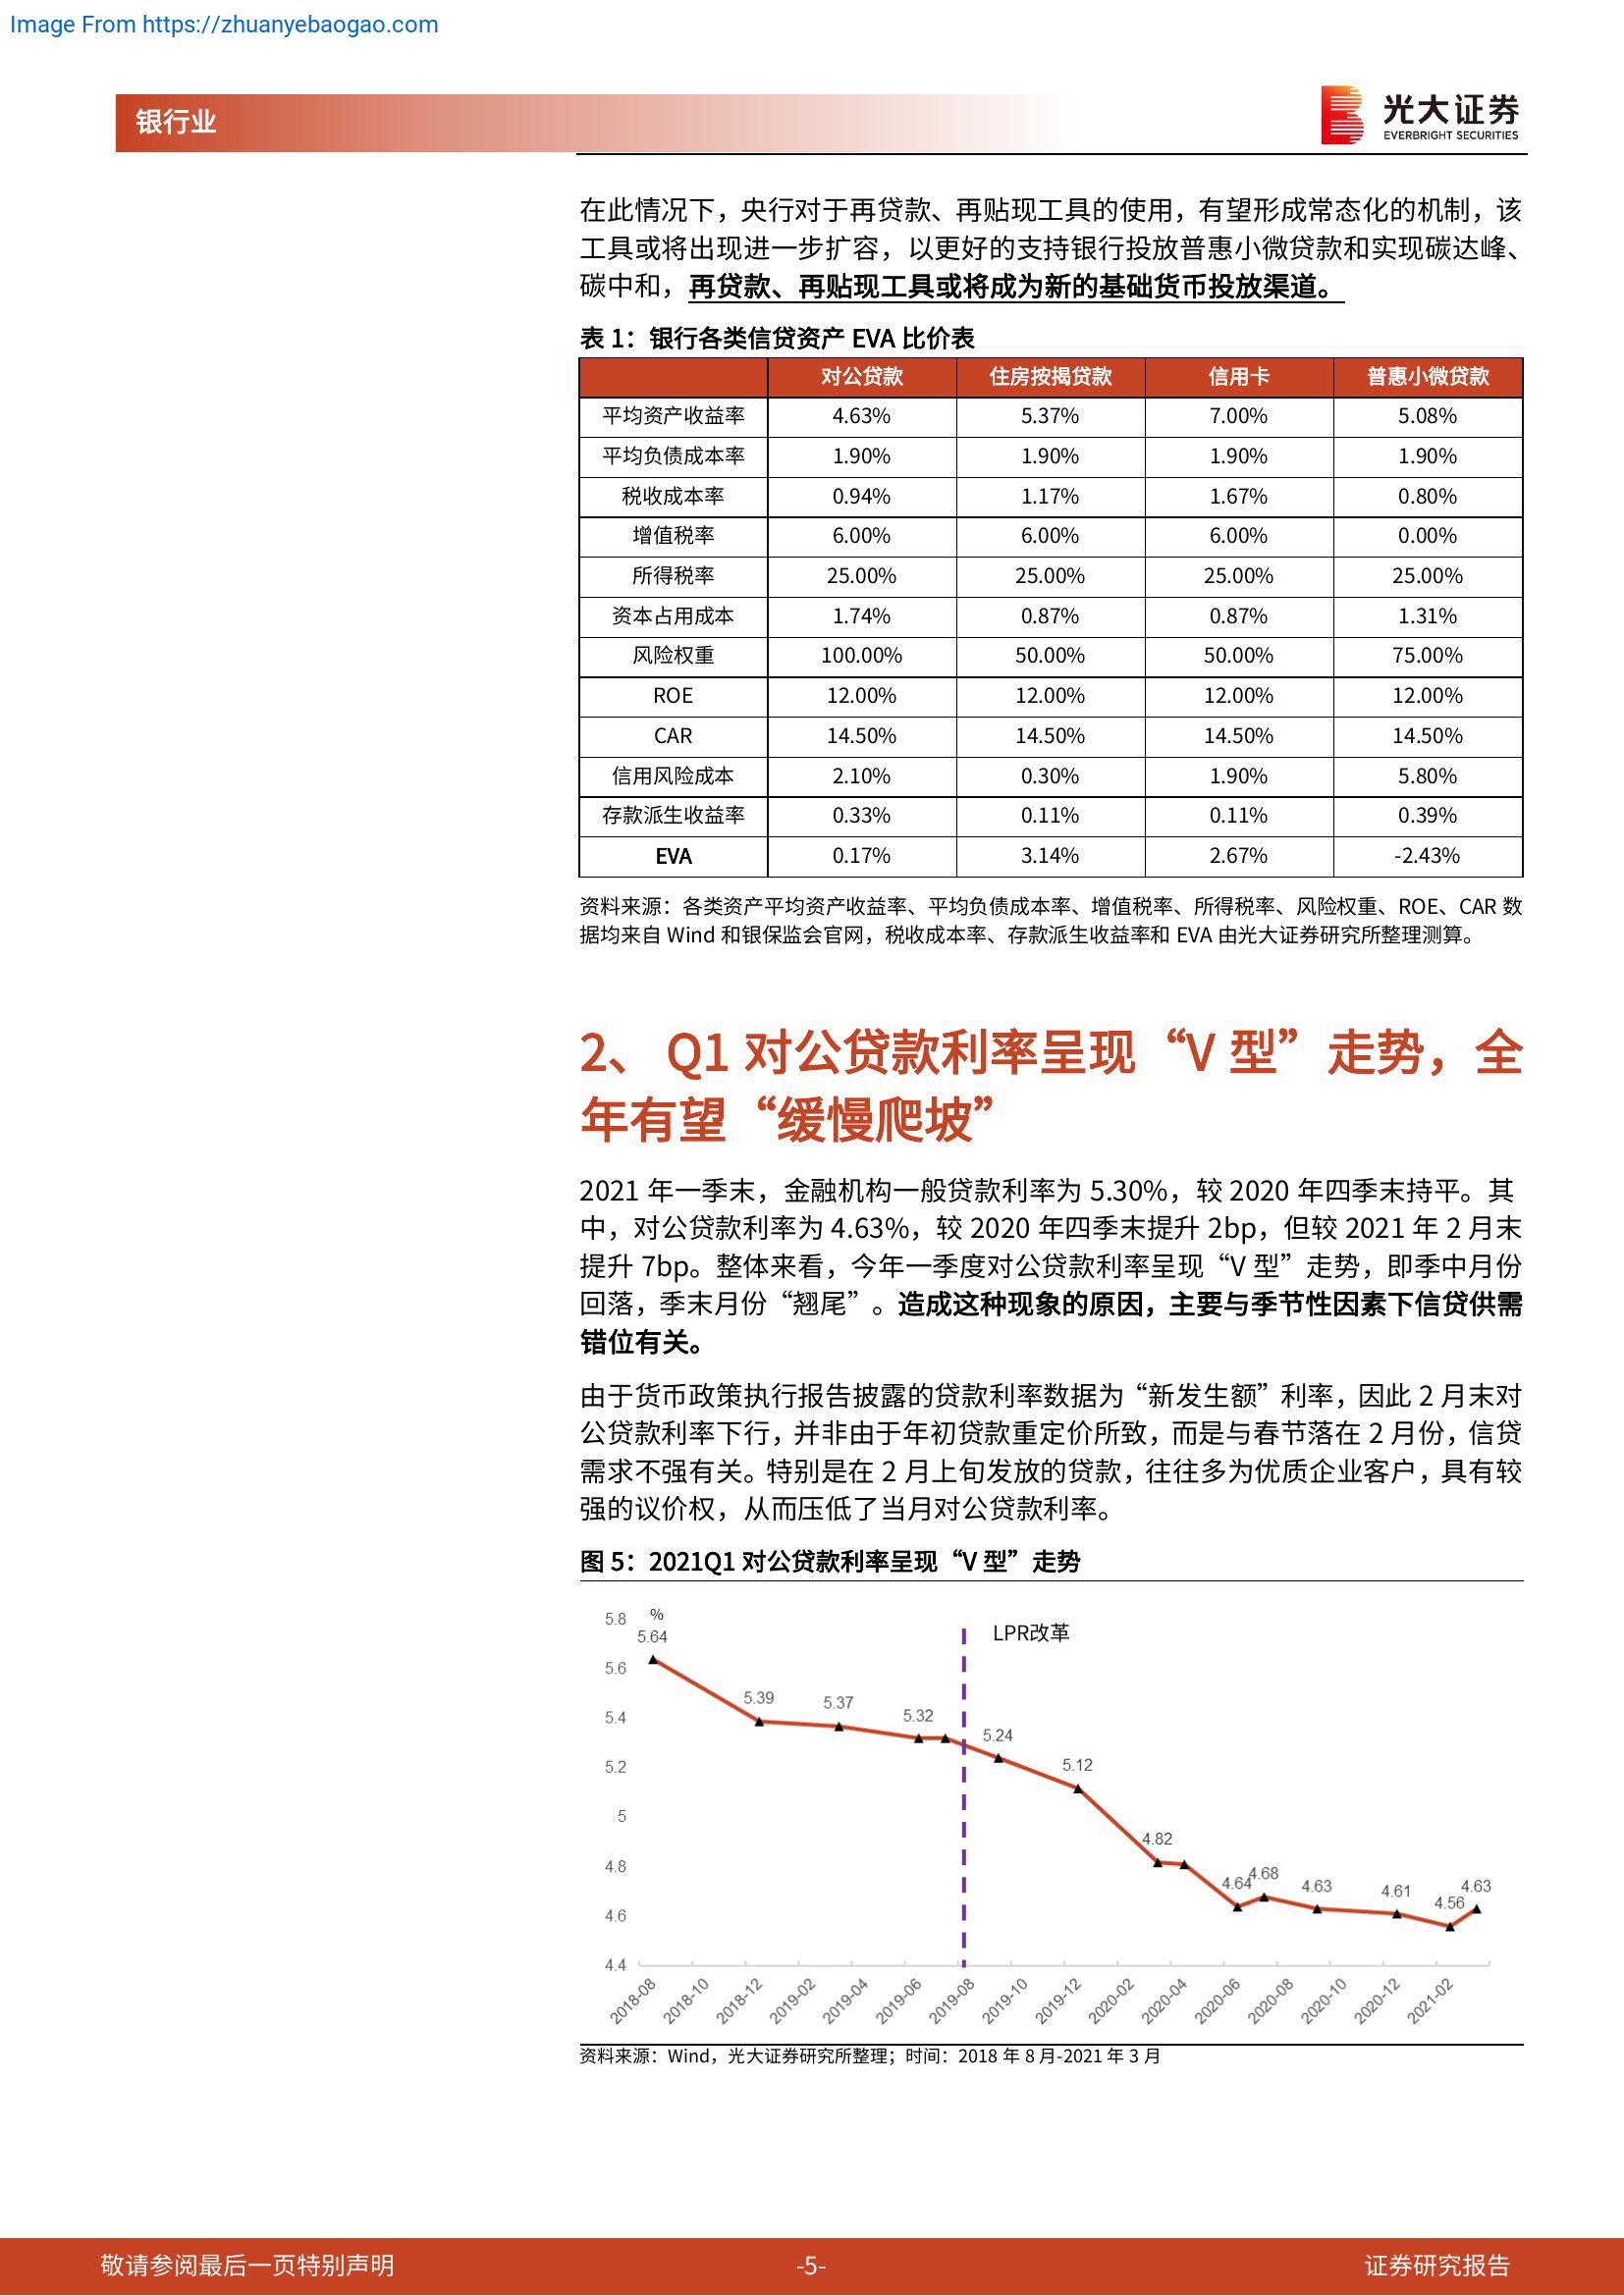 Image From https://zhuanyebaogao.com
银行业
光大证券
EVERBRIGHT SECURITIES
在此情况下，央行对于再贷款、再贴现工具的使用，有望形成常态化的机制，该
工具或将出现进一步扩容，以更好的支持银行投放普惠小微贷款和实现碳达峰、
碳中和，再贷款、再贴现工具或将成为新的基础货币投放渠道。
表 1：银行各类信贷资产 EVA 比价表
对公贷款 住房按揭贷款 信用卡 普惠小微贷款
平均资产收益率 4.63% 5.37% 7.00% 5.08%
平均负债成本率 1.90% 1.90% 1.90% 1.90%
税收成本率 0.94% 1.17% 1.67% 0.80%
增值税率 6.00% 6.00% 6.00% 0.00%
所得税率 25.00% 25.00% 25.00% 25.00%
资本占用成本 1.74% 0.87% 0.87% 1.31%
风险权重 100.00% 50.00% 50.00% 75.00%
ROE 12.00% 12.00% 12.00% 12.00%
CAR 14.50% 14.50% 14.50% 14.50%
信用风险成本 2.10% 0.30% 1.90% 5.80%
存款派生收益率 0.33% 0.11% 0.11% 0.39%
EVA 0.17% 3.14% 2.67% -2.43%
资料来源：各类资产平均资产收益率、平均负债成本率、增值税率、所得税率、风险权重、ROE、CAR 数
据均来自 Wind 和银保监会官网，税收成本率、存款派生收益率和 EVA 由光大证券研究所整理测算。
2、 Q1 对公贷款利率呈现“V 型”走势，全
年有望“缓慢爬坡”
2021 年一季末，金融机构一般贷款利率为 5.30%，较 2020 年四季末持平。其
中，对公贷款利率为 4.63%，较 2020 年四季末提升 2bp，但较 2021 年 2 月末
提升 7bp。整体来看，今年一季度对公贷款利率呈现“V 型”走势，即季中月份
回落，季末月份“翘尾”。造成这种现象的原因，主要与季节性因素下信贷供需
错位有关。
由于货币政策执行报告披露的贷款利率数据为“新发生额”利率，因此 2 月末对
公贷款利率下行，并非由于年初贷款重定价所致，而是与春节落在 2 月份，信贷
需求不强有关。特别是在 2 月上旬发放的贷款，往往多为优质企业客户，具有较
强的议价权，从而压低了当月对公贷款利率。
图 5：2021Q1 对公贷款利率呈现“V 型”走势
%
5.8
5.6
5.4
5.2
5
4.8
4.6
4.4
5.64
5.39
5.37
5.32
LPR改革
5.24
5.12
4.82
4.64
4.68
4.63
4.61
4.56
4.63
2018-08
2018-10
2018-12
2019-02
2019-04
2019-06
2019-08
2019-10
2019-12
2020-02
2020-04
2020-06
2020-08
2020-10
2020-12
2021-02
资料来源：Wind，光大证券研究所整理；时间：2018 年 8 月-2021 年 3 月
敬请参阅最后一页特别声明
-5-
证券研究报告